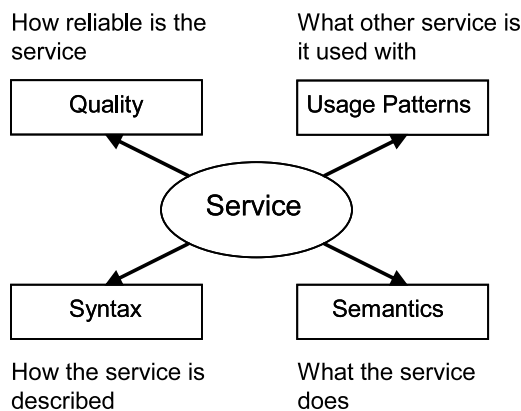 How reliable is the
service
What other service is
it used with
Quality
Usage Patterns
Service
Syntax
Semantics
How the service is
described
What the service
does